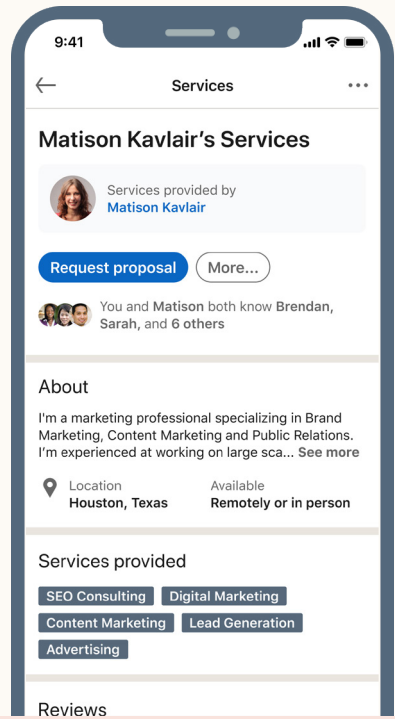 9:41
Services
Matison Kavlair’s Services
Services provided by
Matison Kavlair
Request proposal
More...
You and Matison both know Brendan,
Sarah, and 6 others
About
I'm a marketing professional specializing in Brand
Marketing, Content Marketing and Public Relations.
I’m experienced at working on large sca... See more
Location
Houston, Texas
Available
Remotely or in person
Services provided
SEO Consulting
Digital Marketing
Content Marketing
Lead Generation
Advertising
Reviews